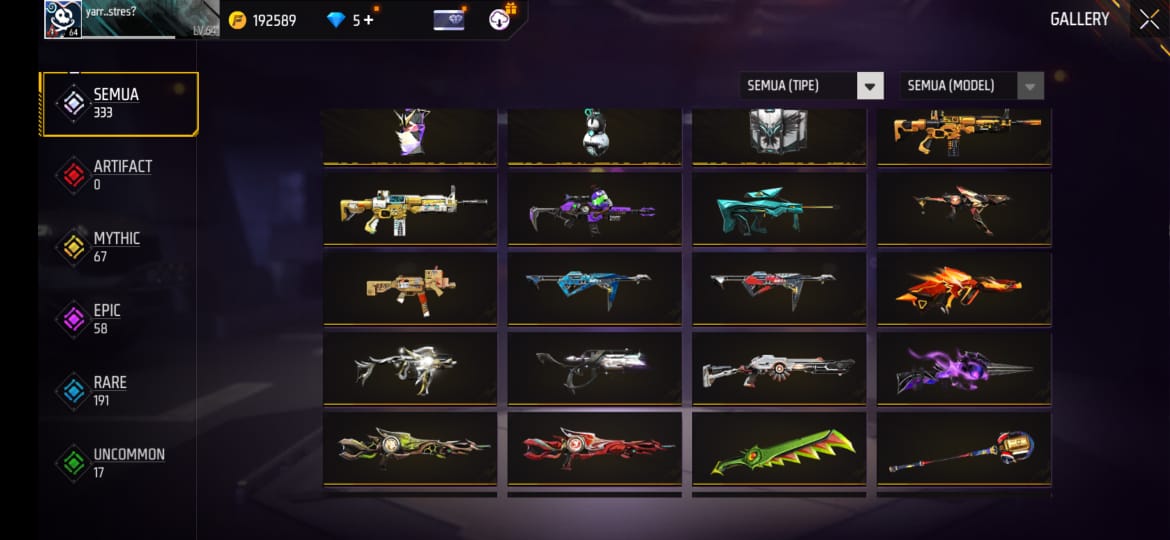 yarr..stres?
64
LV.64
192589
5+
GALLERY
SEMUA
333
SEMUA (TIPE)
SEMUA (MODEL)
ARTIFACT
0
MYTHIC
67
EPIC
58
RARE
191
UNCOMMON
17